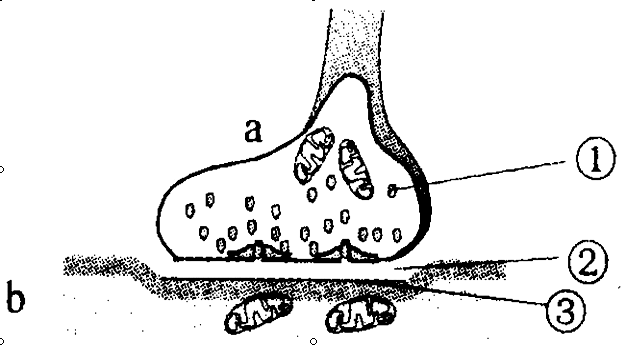 a
①
②
b
③